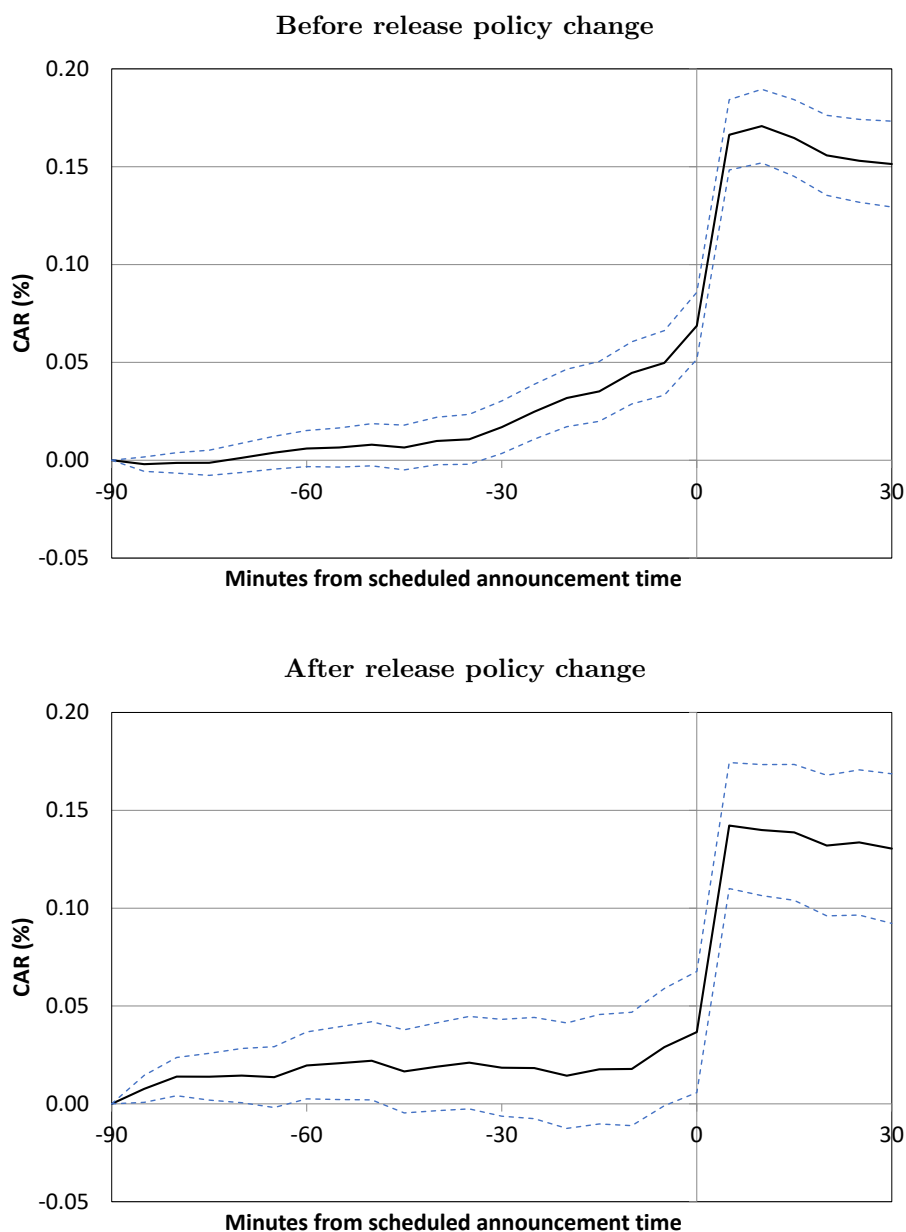 Before release policy change
0.20
0.15
0.10
0.05
0.00
-0.05
CAR (%)
-90 -60 -30 0 30
Minutes from scheduled announcement time
After release policy change
0.20
0.15
0.10
0.05
0.00
-0.05
CAR (%)
-90 -60 -30 0 30
Minutes from scheduled announcement time